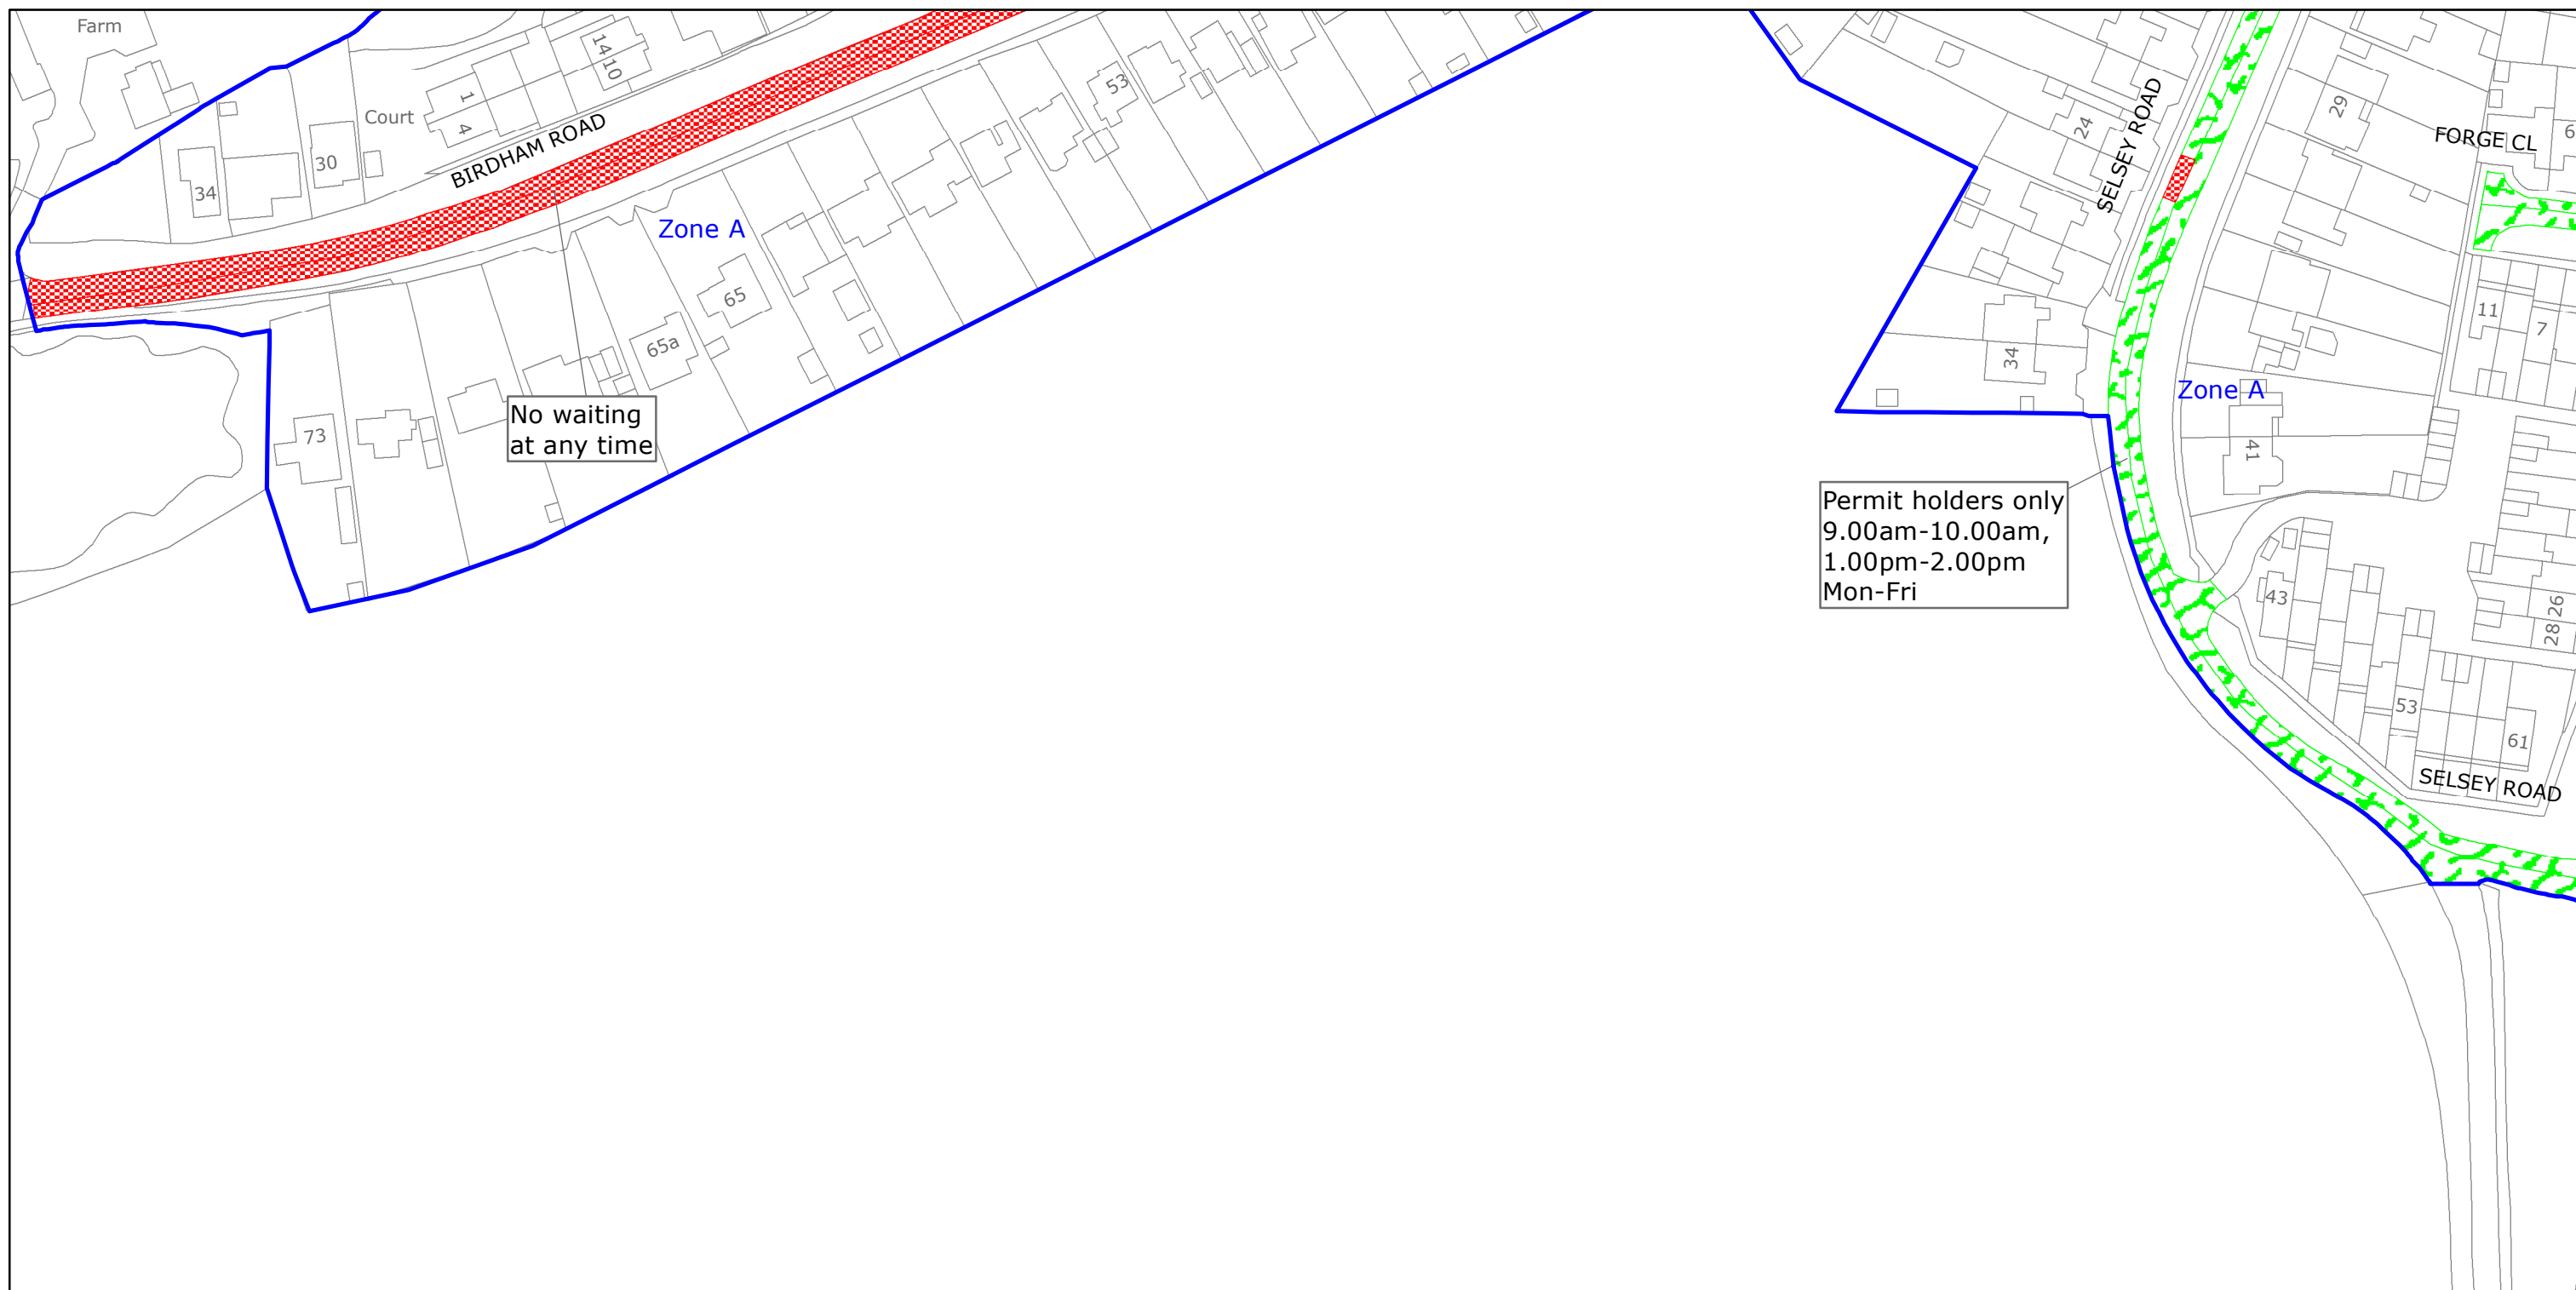 Farm
14
10
1
4
Court
BIRDHAM ROAD
30
34
53
Zone A
65
65a
73
No waiting
at any time
SELSEY ROAD
24
29
FORGE CL
6
34
11
7
Zone A
41
Permit holders only
9.00am-10.00am,
1.00pm-2.00pm
Mon-Fri
43
26
28
53
61
SELSEY ROAD